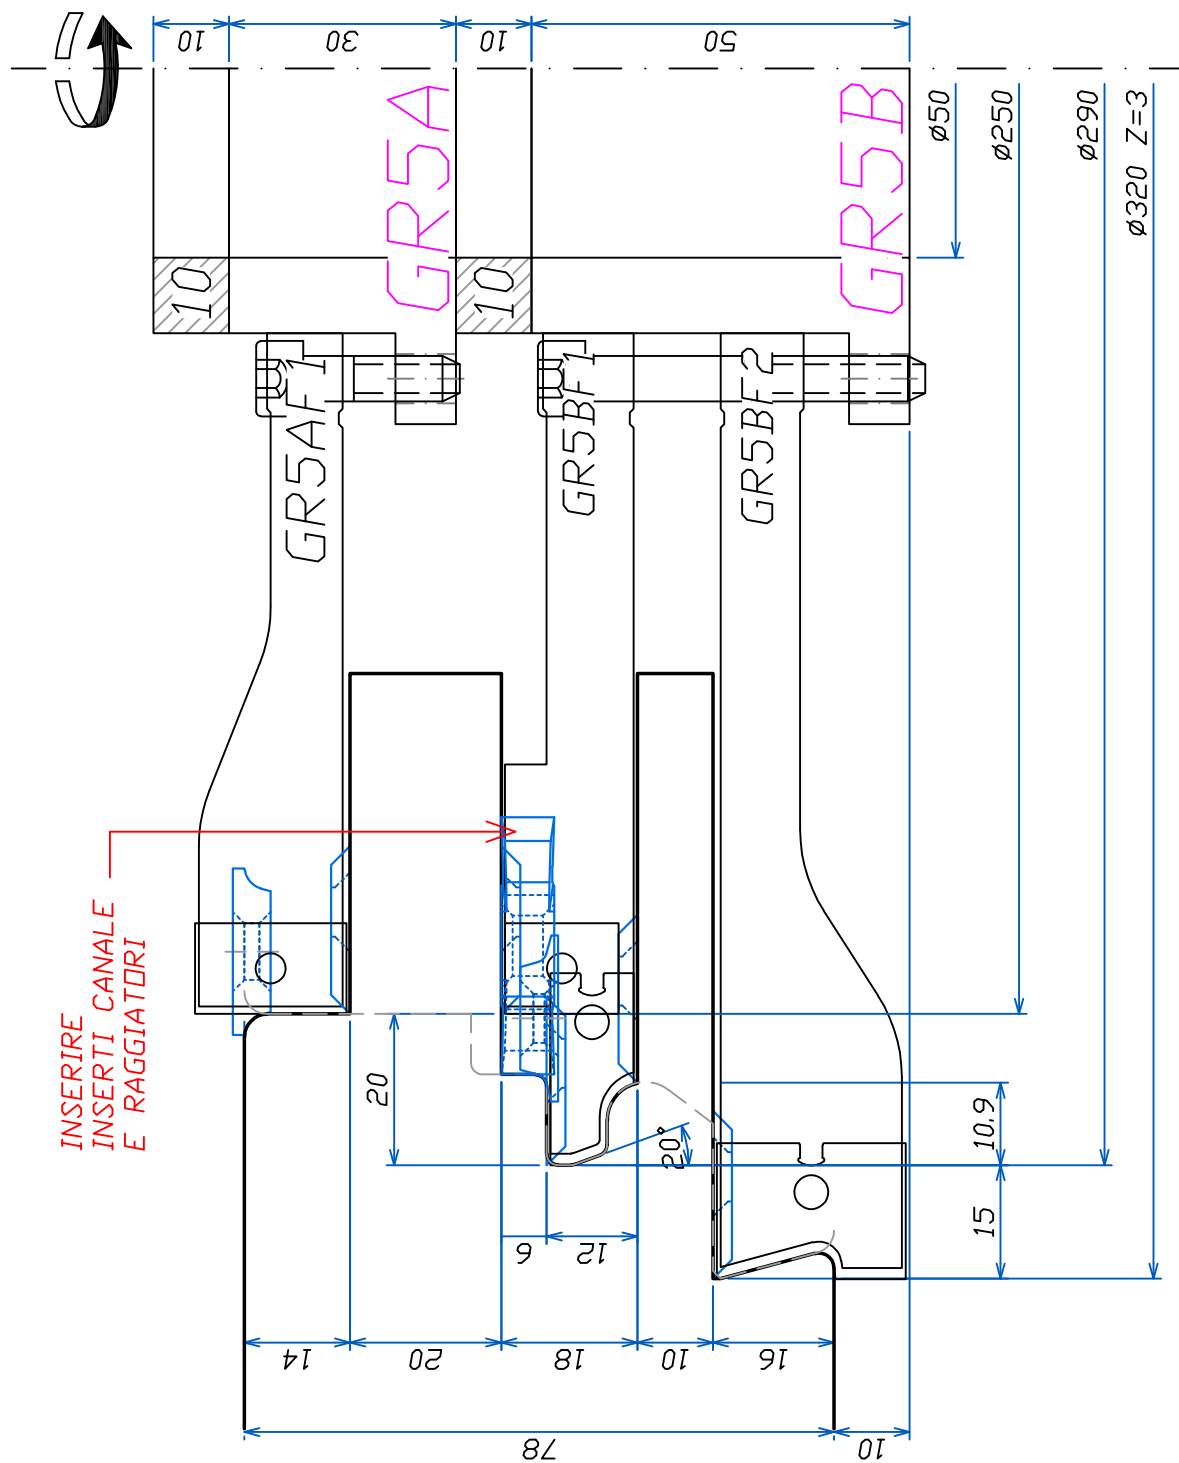 10
30
10
50
GR5A
GR5B
ø50
ø250
ø290
ø320 Z=3
10
10
GR5AF1
GR5BF1
GR5BF2
INSERIRE
INSERTI CANALE
E RAGGIATORI
20
20°
10.9
15
6
12
14
20
18
10
16
78
10